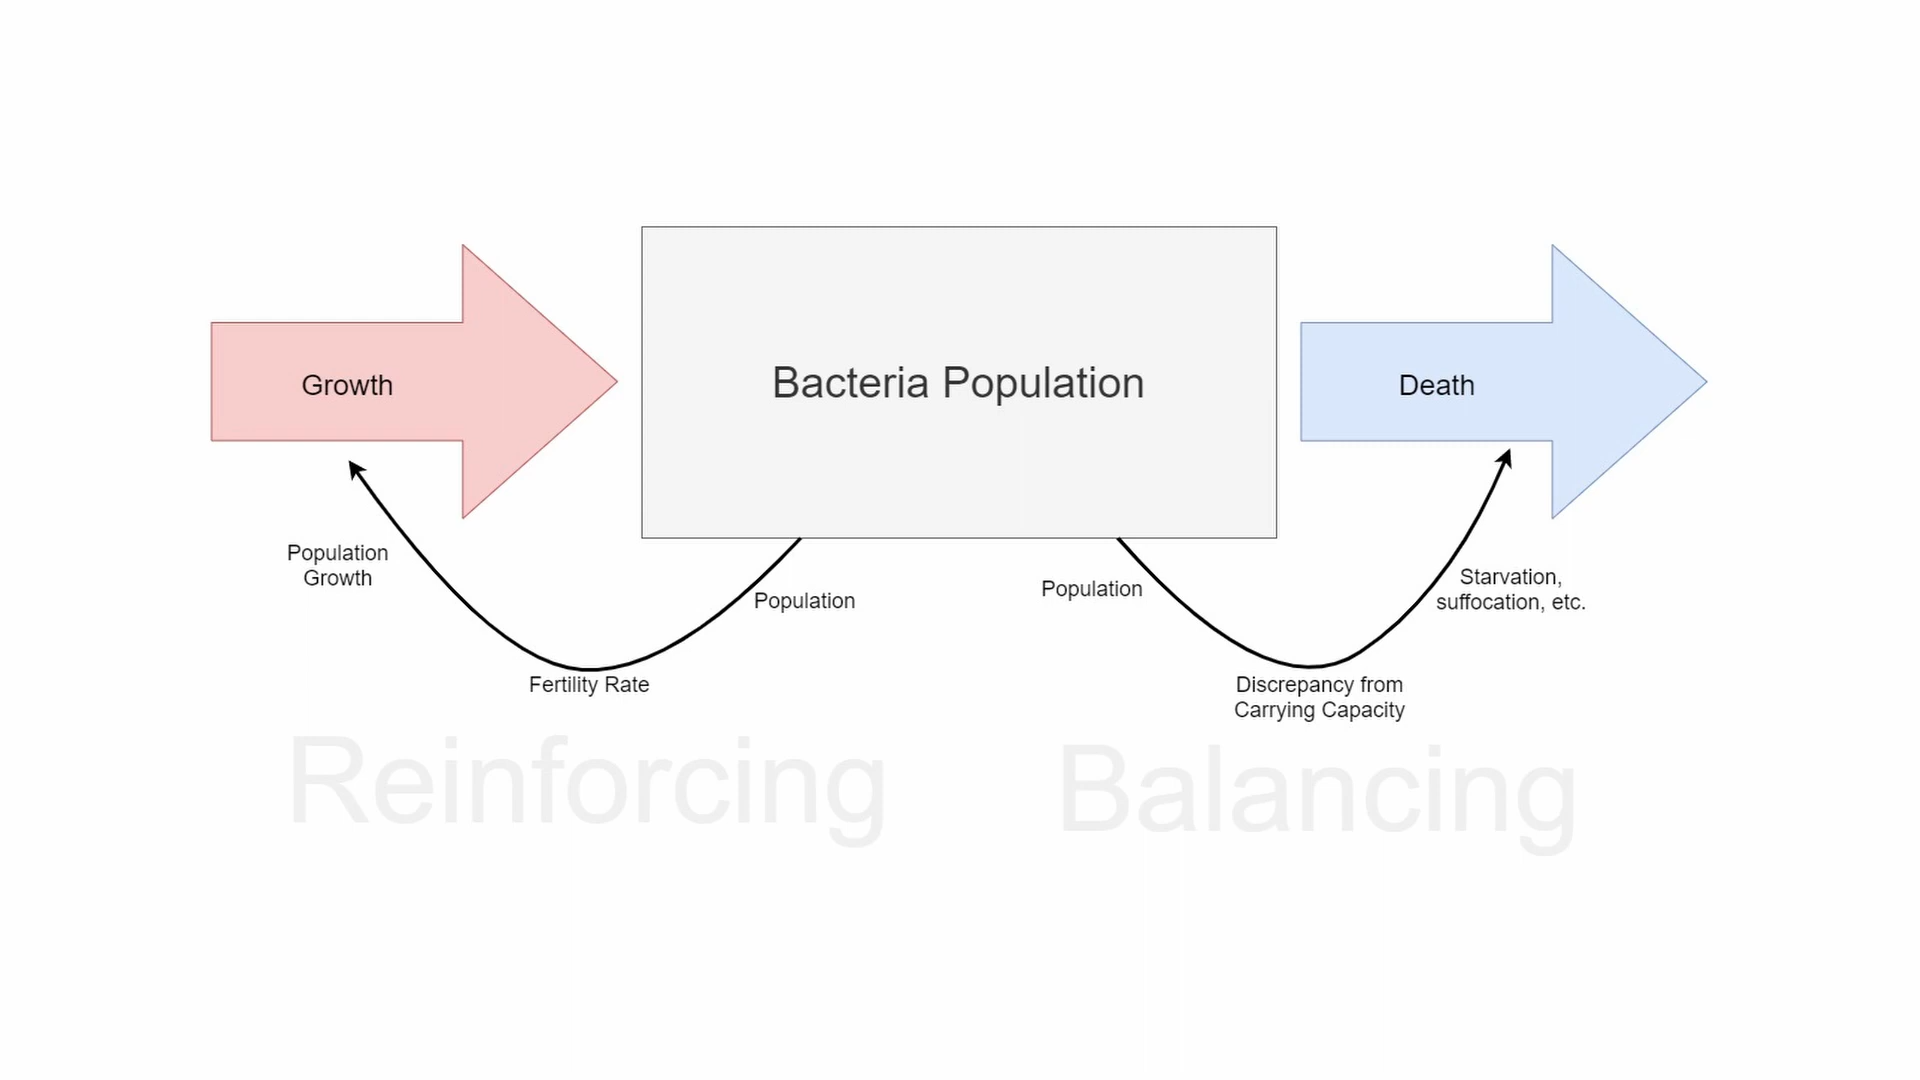 Growth
Bacteria Population
Death
Population
Growth
Population
Fertility Rate
Population
Starvation,
suffocation, etc.
Discrepancy from
Carrying Capacity
Reinforcing
Balancing